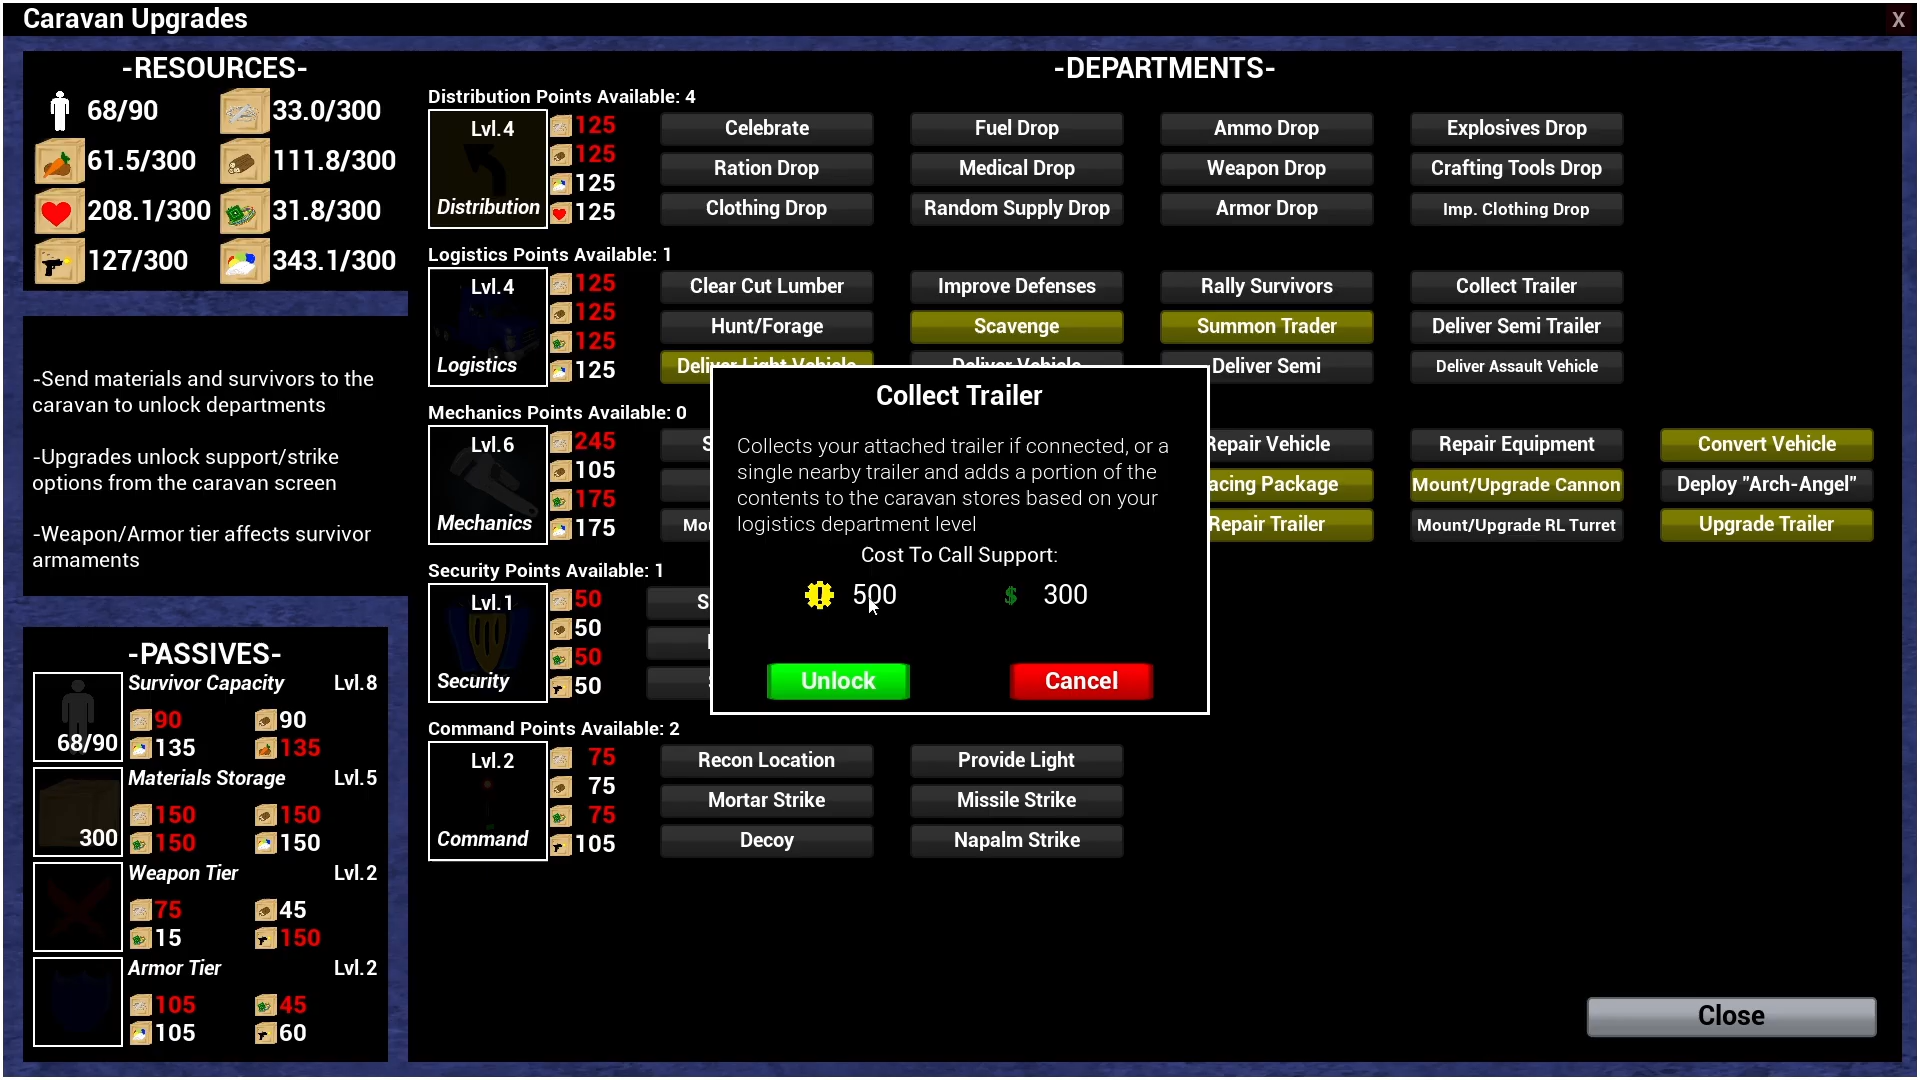 Caravan Upgrades
X
-RESOURCES-
68/90
33.0/300
61.5/300
111.8/300
208.1/300
31.8/300
127/300
343.1/300
-Send materials and survivors to the
caravan to unlock departments
-Upgrades unlock support/strike
options from the caravan screen
-Weapon/Armor tier affects survivor
armaments
-PASSIVES-
Survivor Capacity Lvl.8
68/90
90 90
135 135
Materials Storage Lvl.5
300
150 150
150 150
Weapon Tier Lvl.2
75 45
15 150
Armor Tier Lvl.2
105 45
105 60
-DEPARTMENTS-
Distribution Points Available: 4
Lvl.4
Distribution
125
125
125
125
Celebrate Fuel Drop Ammo Drop Explosives Drop
Ration Drop Medical Drop Weapon Drop Crafting Tools Drop
Clothing Drop Random Supply Drop Armor Drop Imp. Clothing Drop
Logistics Points Available: 1
Lvl.4
Logistics
125
125
125
125
Clear Cut Lumber Improve Defenses Rally Survivors Collect Trailer
Hunt/Forage Scavenge Summon Trader Deliver Semi Trailer
Deliver Light Vehicle Deliver Vehicle Deliver Semi Deliver Assault Vehicle
Mechanics Points Available: 0
Lvl.6
Mechanics
245
105
175
175
Repair Vehicle Repair Equipment Convert Vehicle
acing Package Mount/Upgrade Cannon Deploy "Arch-Angel"
Repair Trailer Mount/Upgrade RL Turret Upgrade Trailer
Security Points Available: 1
Lvl.1
Security
50
50
50
50
Command Points Available: 2
Lvl.2
Command
75
75
75
105
Recon Location Provide Light
Mortar Strike Missile Strike
Decoy Napalm Strike
Collect Trailer
Collects your attached trailer if connected, or a
single nearby trailer and adds a portion of the
contents to the caravan stores based on your
logistics department level
Cost To Call Support:
500 $ 300
Unlock Cancel
Close